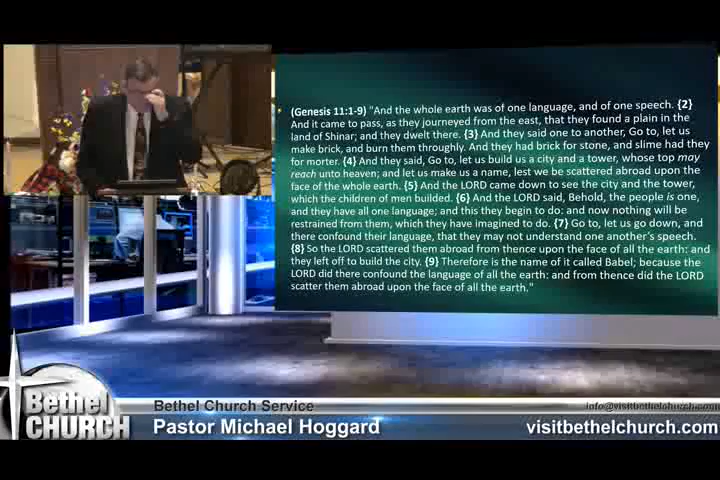 • (Genesis 11:1-9) "And the whole earth was of one language, and of one speech. {2}
And it came to pass, as they journeyed from the east, that they found a plain in the
land of Shinar; and they dwelt there. {3} And they said one to another, Go to, let us
make brick, and burn them throughly. And they had brick for stone, and slime had they
for morter. {4} And they said, Go to, let us build us a city and a tower, whose top may
reach unto heaven; and let us make us a name, lest we be scattered abroad upon the
face of the whole earth. {5} And the LORD came down to see the city and the tower,
which the children of men builded. {6} And the LORD said, Behold, the people is one,
and they have all one language; and this they begin to do: and now nothing will be
restrained from them, which they have imagined to do. {7} Go to, let us go down, and
there confound their language, that they may not understand one another's speech.
{8} So the LORD scattered them abroad from thence upon the face of all the earth: and
they left off to build the city. {9} Therefore is the name of it called Babel; because the
LORD did there confound the language of all the earth: and from thence did the LORD
scatter them abroad upon the face of all the earth."
Bethel
CHURCH
Bethel Church Service
info@visitbethelchurch.com
Pastor Michael Hoggard
visitbethelchurch.com